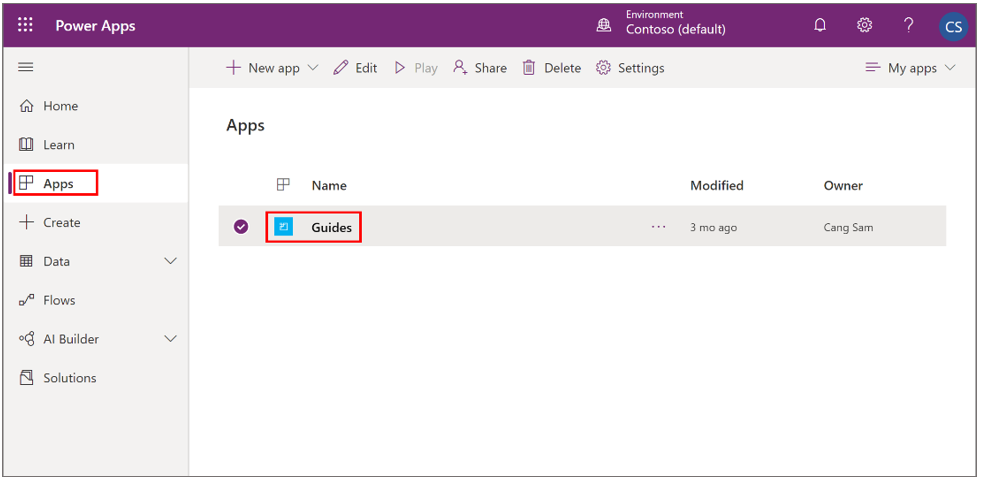 Power Apps
Environment
Contoso (default)
?
CS
New app
Edit
Play
Share
Delete
Settings
My apps
Home
Learn
Apps
Create
Data
Flows
AI Builder
Solutions
Apps
Name
Modified
Owner
Guides
...
3 mo ago
Cang Sam